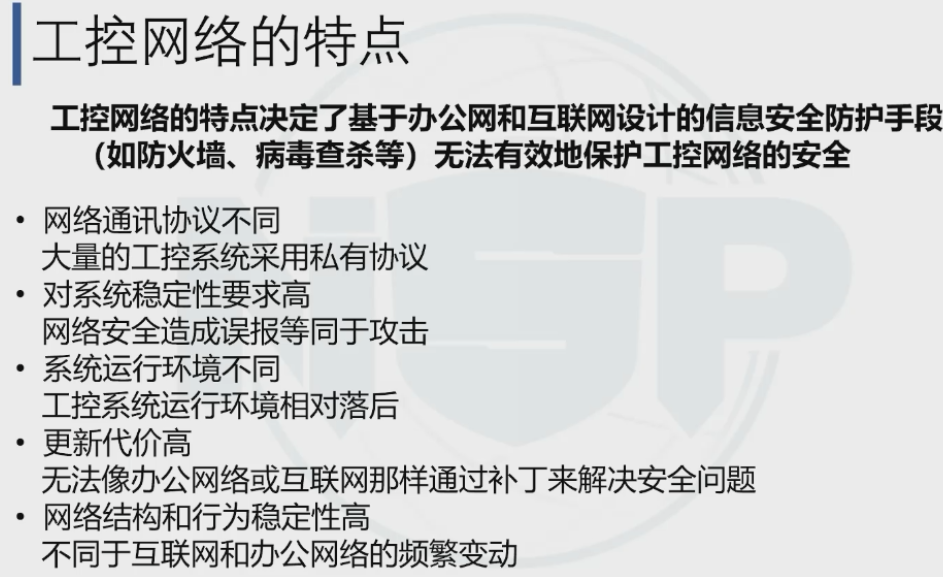 工控网络的特点
工控网络的特点决定了基于办公网和互联网设计的信息安全防护手段
（如防火墙、病毒查杀等）无法有效地保护工控网络的安全
• 网络通讯协议不同
大量的工控系统采用私有协议
• 对系统稳定性要求高
网络安全造成误报等同于攻击
• 系统运行环境不同
工控系统运行环境相对落后
• 更新代价高
无法像办公网络或互联网那样通过补丁来解决安全问题
• 网络结构和行为稳定性高
不同于互联网和办公网络的频繁变动
NISP